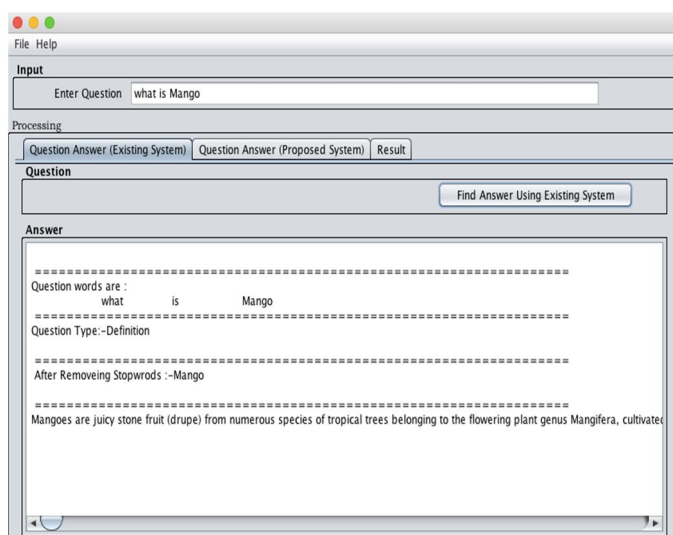 File Help
Input
Enter Question what is Mango
Processing
Question Answer (Existing System) Question Answer (Proposed System) Result
Question
Find Answer Using Existing System
Answer
====================================================================
Question words are :
what is Mango
====================================================================
Question Type:-Definition
====================================================================
After Removeing Stopwrods :-Mango
====================================================================
Mangoes are juicy stone fruit (drupe) from numerous species of tropical trees belonging to the flowering plant genus Mangifera, cultivated